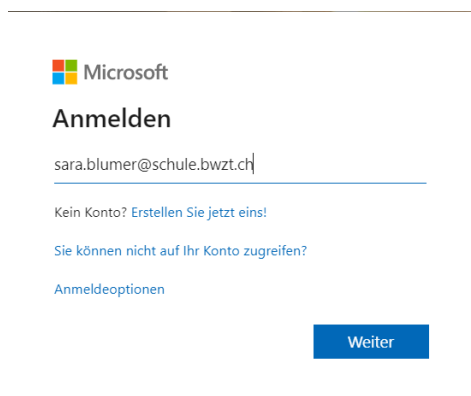 Microsoft
Anmelden
sara.blumer@schule.bwzt.ch
Kein Konto? Erstellen Sie jetzt eins!
Sie können nicht auf Ihr Konto zugreifen?
Anmeldeoptionen
Weiter